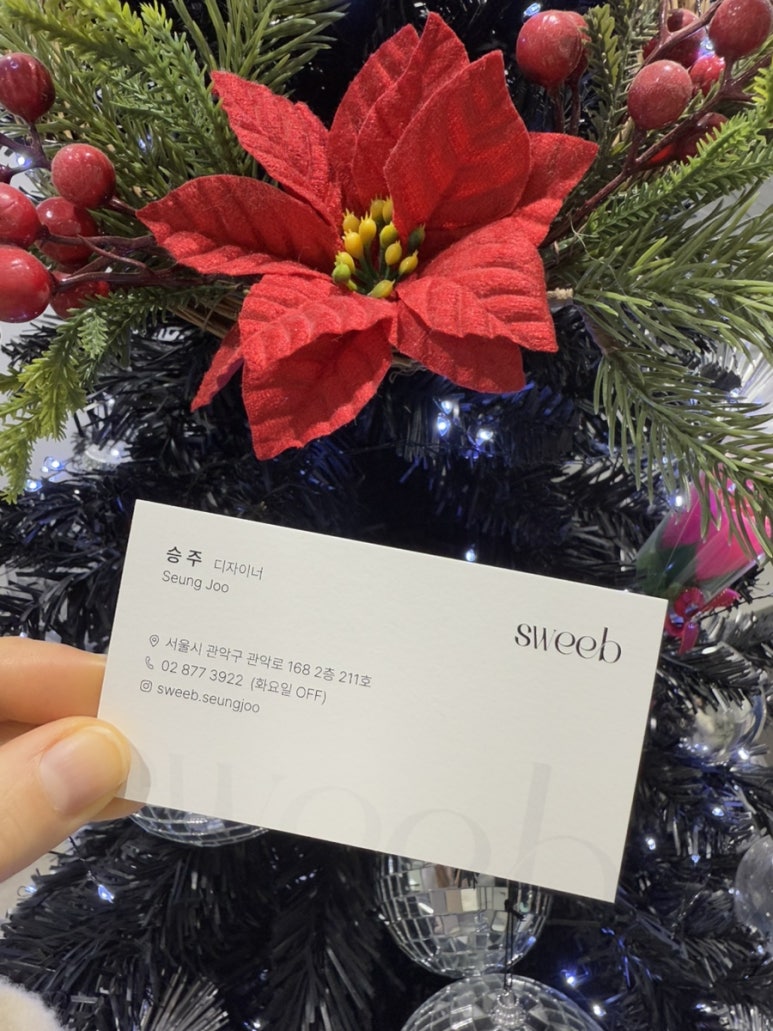 승주 디자이너
Seung Joo
sweeb
서울시 관악구 관악로 168 2층 211호
02 877 3922 (화요일 OFF)
sweeb.seungjoo
sweeb